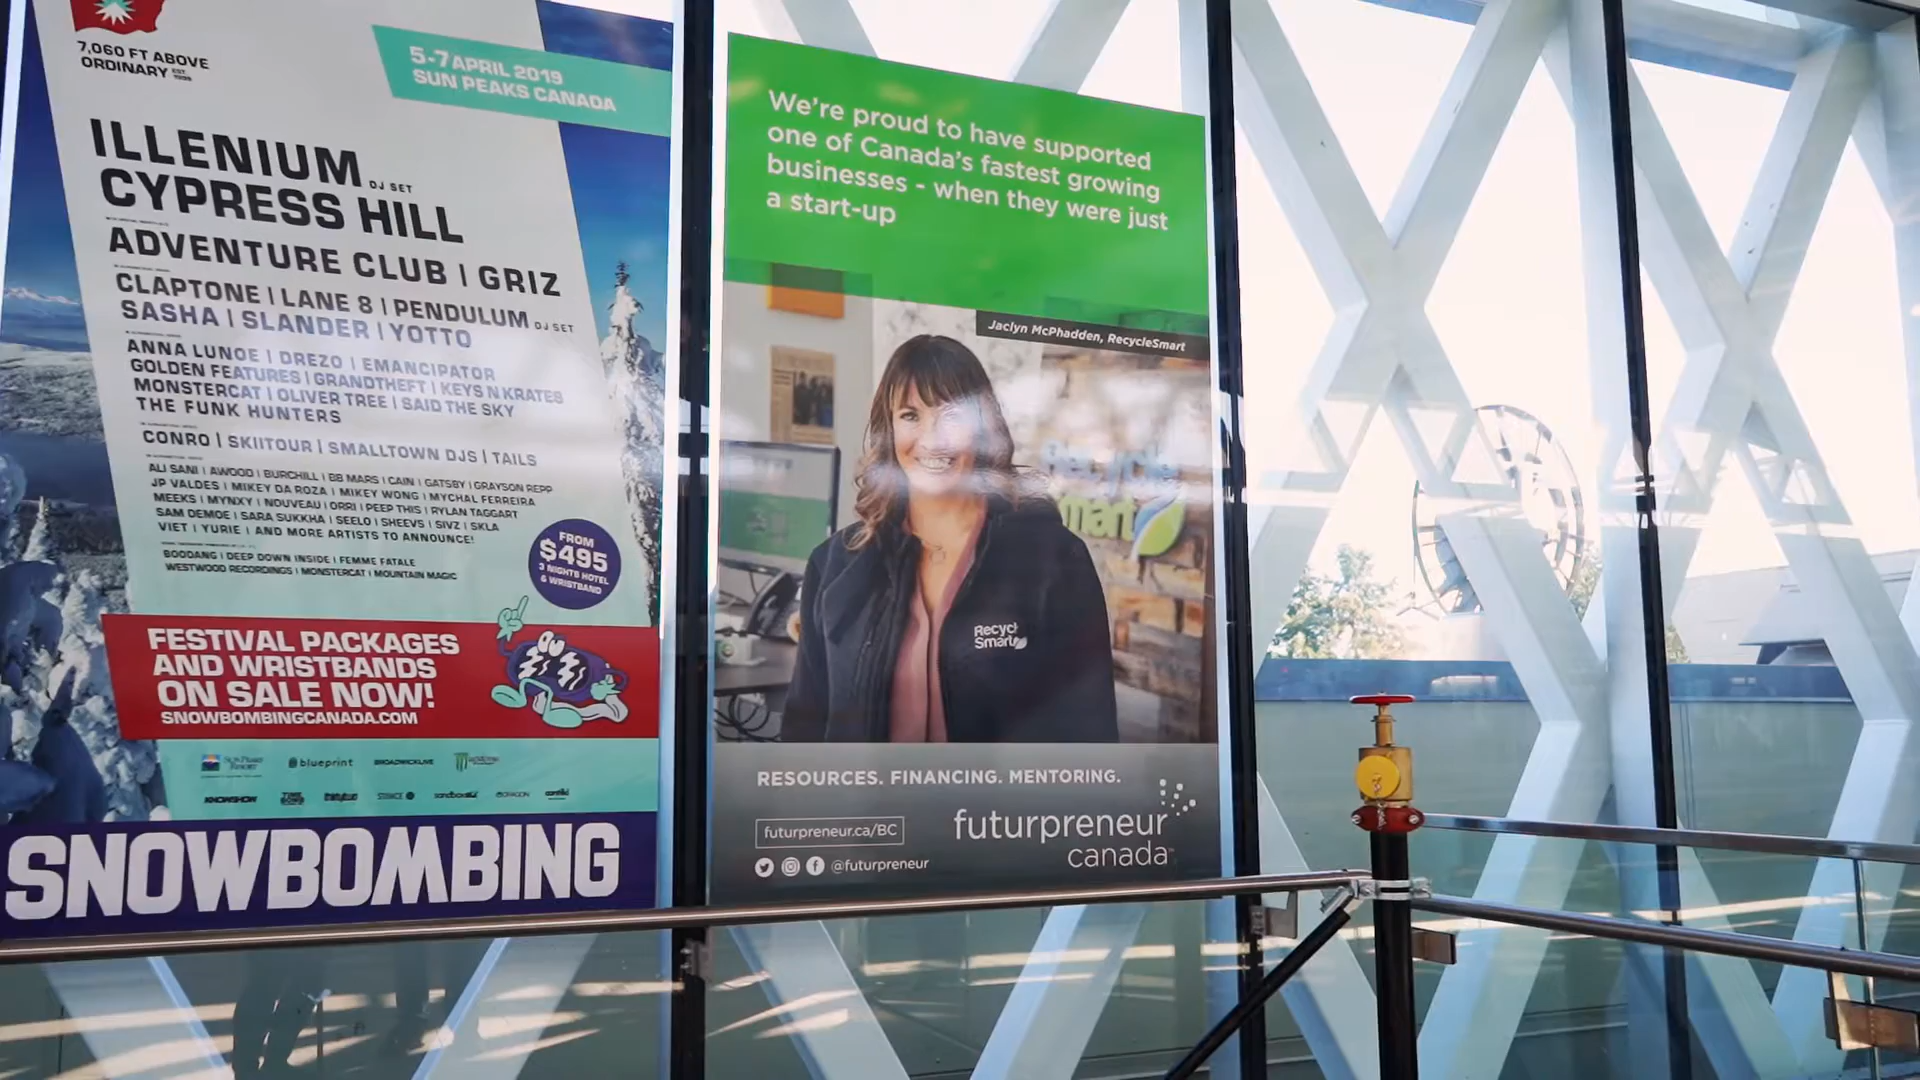 7,060 FT ABOVE
ORDINARY EST 1999
5-7 APRIL 2019
SUN PEAKS CANADA
ILLENIUM DJ SET
CYPRESS HILL
ADVENTURE CLUB | GRIZ
CLAPTONE | LANE 8 | PENDULUM DJ SET
SASHA | SLANDER | YOTTO
ANNA LUNOE | DREZO | EMANCIPATOR
GOLDEN FEATURES | GRANDTHEFT | KEYS N KRATES
MONSTERCAT | OLIVER TREE | SAID THE SKY
THE FUNK HUNTERS
CONRO | SKIITOUR | SMALLTOWN DJS | TAILS
ALI SANI | AWOOD | BURCHILL | BB MARS | CAIN | GATSBY | GRAYSON REPP
JP VALDES | MIKEY DA ROZA | MIKEY WONG | MYCHAL FERREIRA
MEEKS | MYNXY | NOUVEAU | ORRI | PEEP THIS | RYLAN TAGGART
SAM DEMOE | SARA SUKKHA | SEELO | SHEEVS | SIVZ | SKLA
VIET | YURIE | AND MORE ARTISTS TO ANNOUNCE!
BOODANG | DEEP DOWN INSIDE | FEMME FATALE
WESTWOOD RECORDINGS | MONSTERCAT | MOUNTAIN MAGIC
FROM
$495
3 NIGHTS HOTEL
& WRISTBAND
FESTIVAL PACKAGES
AND WRISTBANDS
ON SALE NOW!
SNOWBOMBINGCANADA.COM
blueprint
BROADWICK LIVE
KNOWSHOW
SNOWBOMBING
We're proud to have supported
one of Canada's fastest growing
businesses - when they were just
a start-up
Jaclyn McPhadden, RecycleSmart
Recycle
Smart
Recycle
Smart
RESOURCES. FINANCING. MENTORING.
futurpreneur.ca/BC
@futurpreneur
futurpreneur
canada